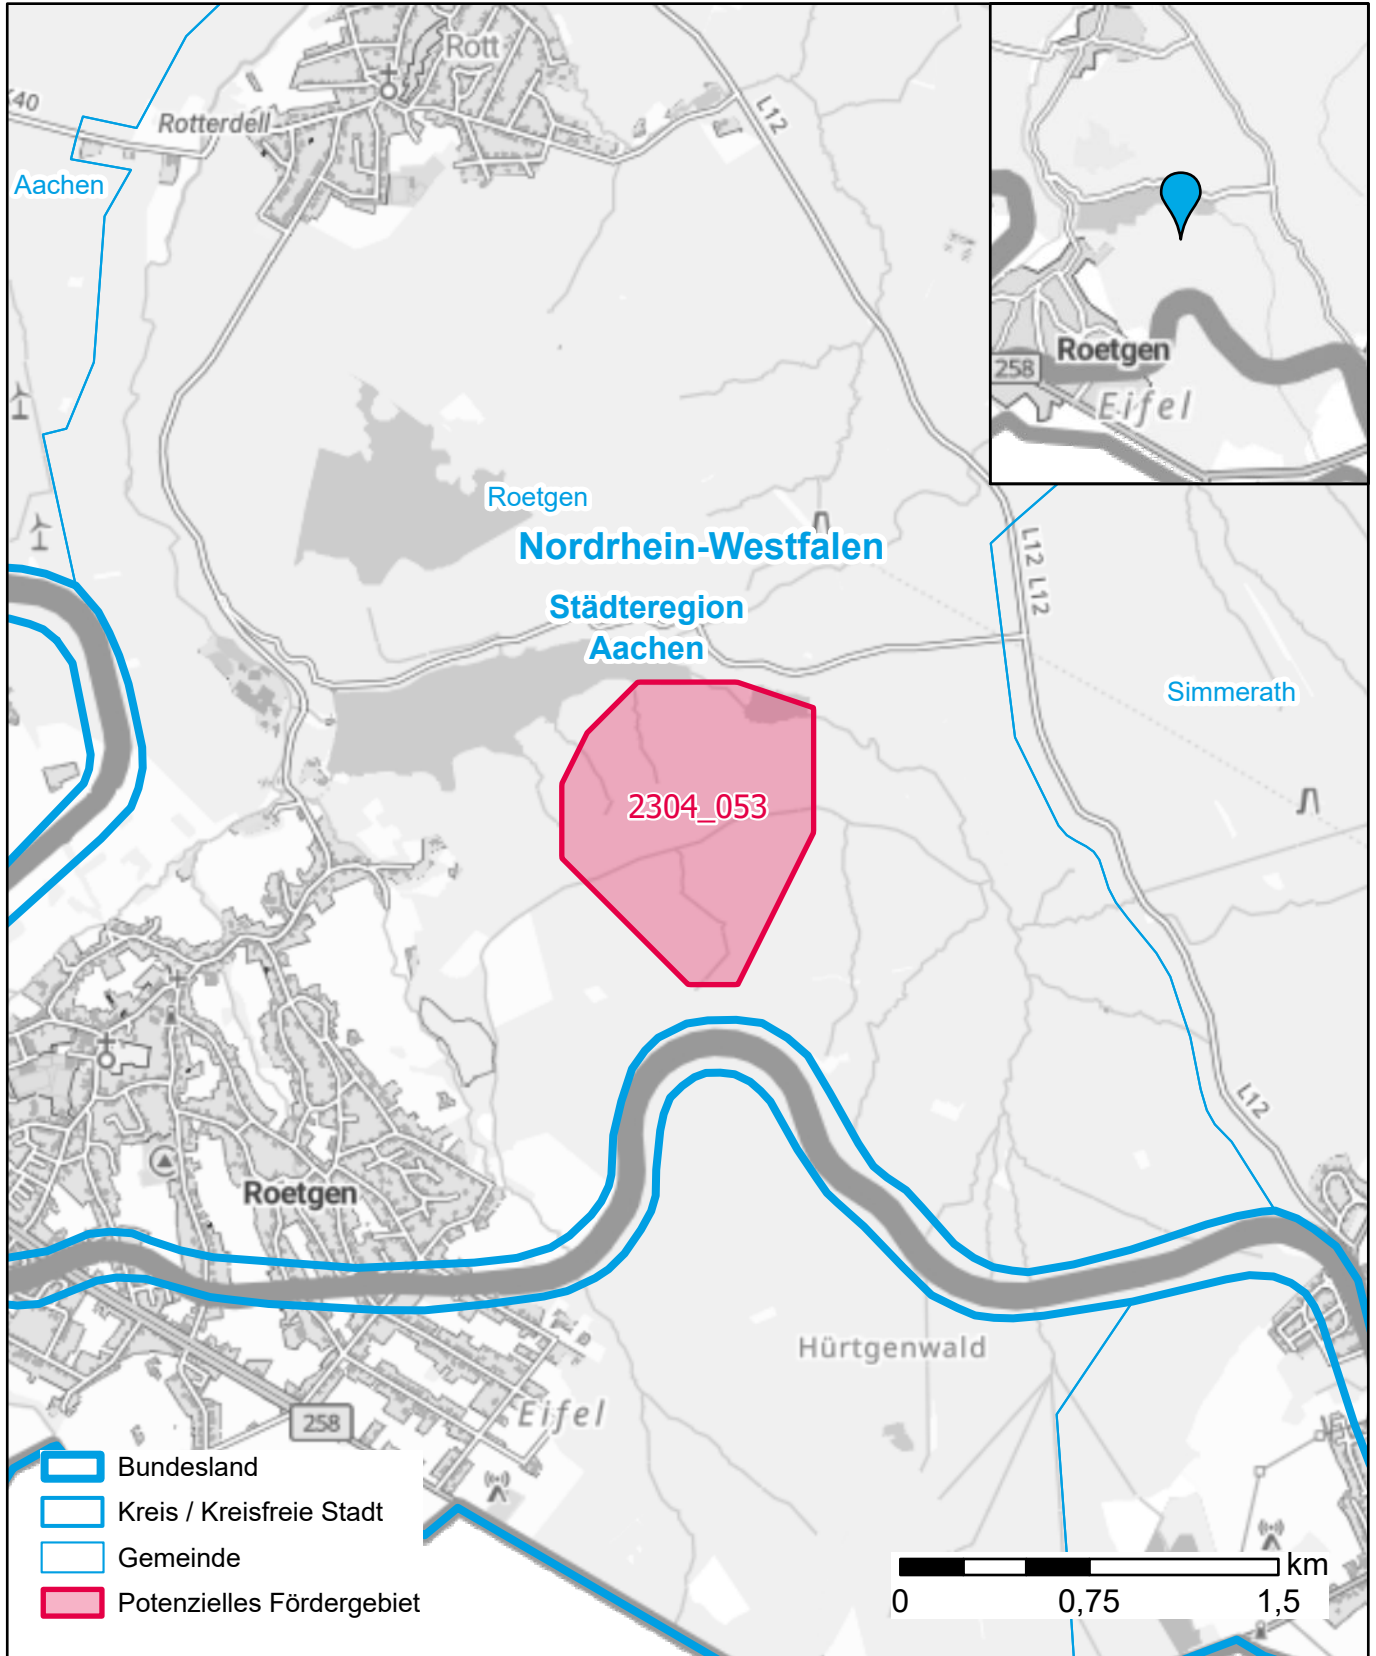 Rott
K40
Rotterdell
L12
Aachen
Roetgen
258
Eifel
Roetgen
Nordrhein-Westfalen
Städteregion
Aachen
L12
L12
Simmerath
2304_053
L12
Roetgen
Hürtgenwald
Eifel
258
Bundesland
Kreis / Kreisfreie Stadt
Gemeinde
Potenzielles Fördergebiet
km
0
0,75
1,5